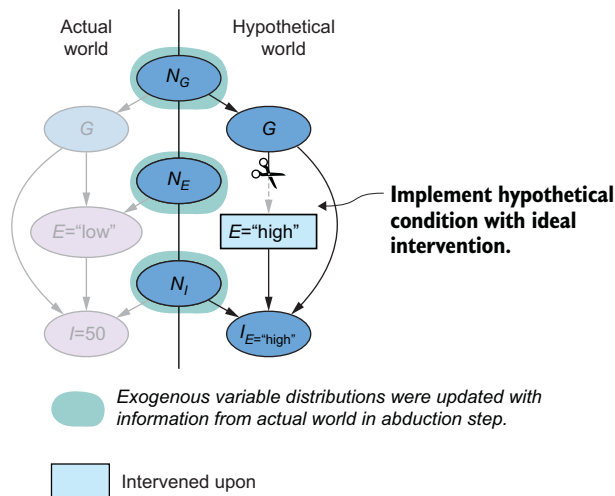 Actual
world
Hypothetical
world
N_G
G
G
N_E
E="low"
E="high"
Implement hypothetical
condition with ideal
intervention.
N_I
I=50
I_E="high"
Exogenous variable distributions were updated with
information from actual world in abduction step.
Intervened upon